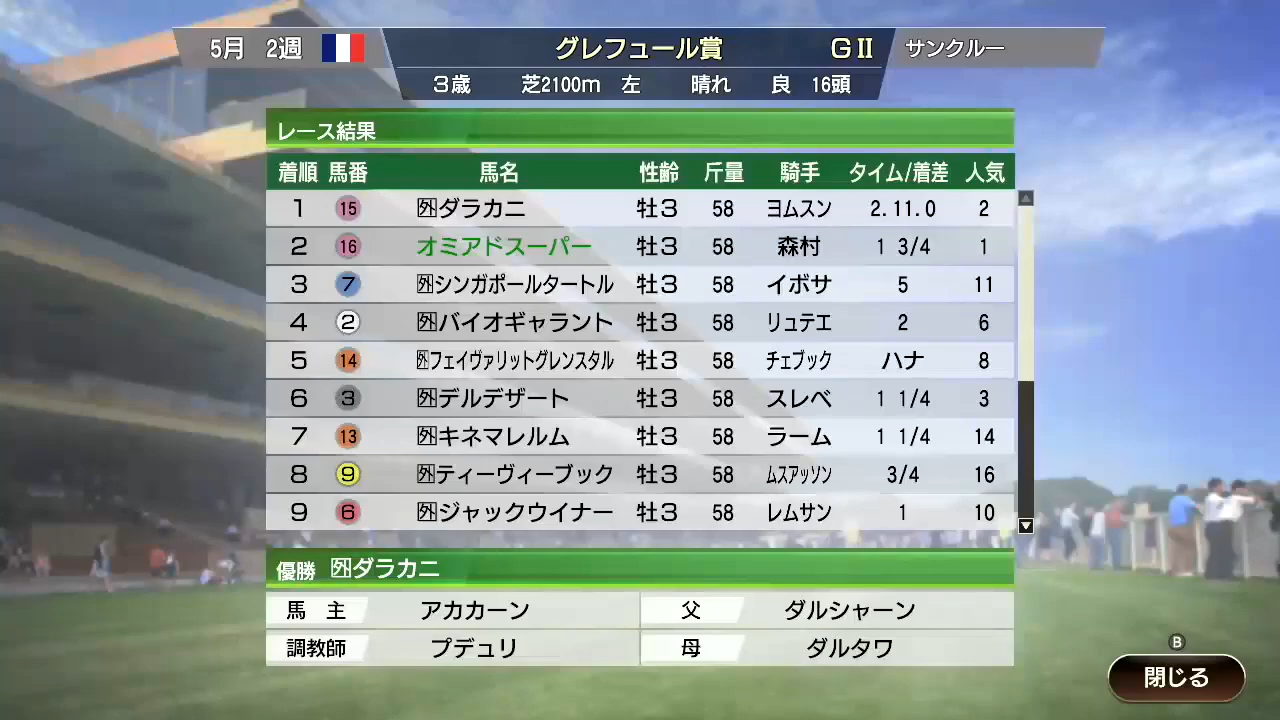 5月 2週 グレフュール賞 GⅡ サンクルー
3歳 芝2100m 左 晴れ 良 16頭
レース結果
着順 馬番 馬名 性齢 斤量 騎手 タイム/着差 人気
1 15 外ダラカニ 牡3 58 ヨムスン 2.11.0 2
2 16 オミアドスーパー 牡3 58 森村 1 3/4 1
3 7 外シンガポールタートル 牡3 58 イボサ 5 11
4 2 外バイオギャラント 牡3 58 リュテエ 2 6
5 14 外フェイヴァリットグレンスタル 牡3 58 チェブック ハナ 8
6 3 外デルデザート 牡3 58 スレベ 1 1/4 3
7 13 外キネマレルム 牡3 58 ラーム 1 1/4 14
8 9 外ティーヴィーブック 牡3 58 ムスアッソン 3/4 16
9 6 外ジャックウイナー 牡3 58 レムサン 1 10
優勝 外ダラカニ
馬主 アカカーン 父 ダルシャーン
調教師 プデュリ 母 ダルタワ
B
閉じる